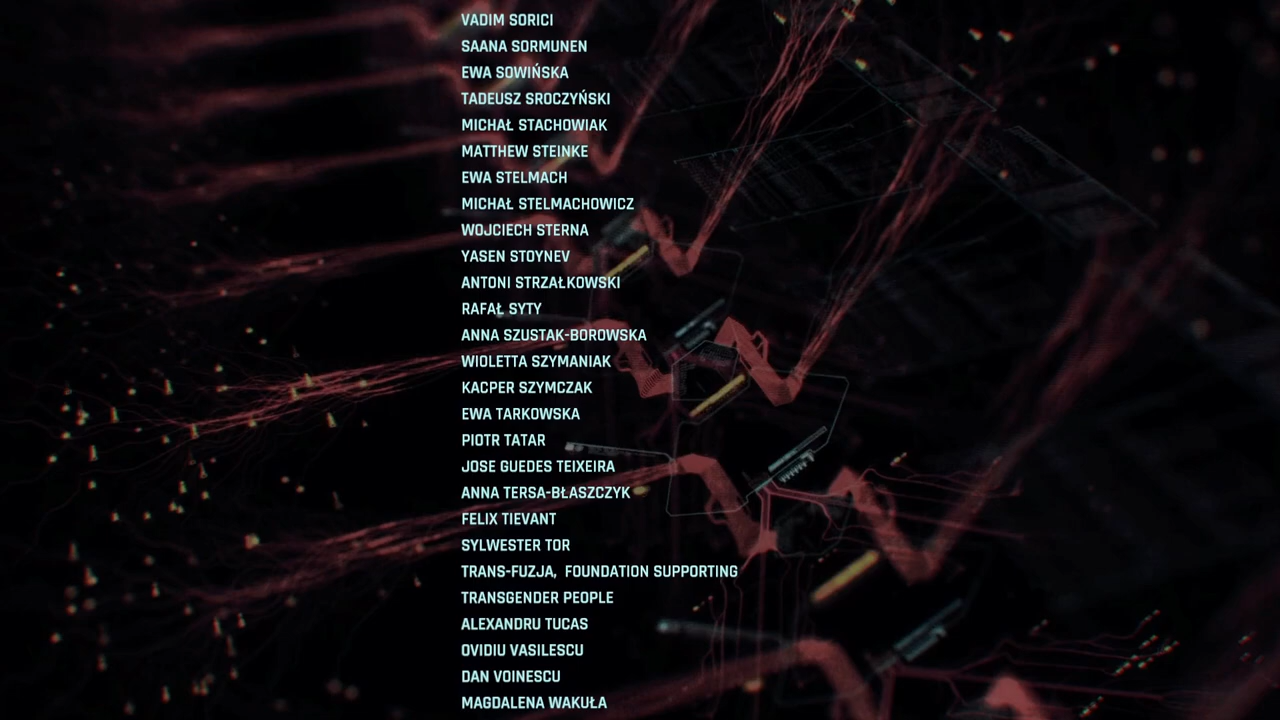 VADIM SORICI
SAANA SORMUNEN
EWA SOWIŃSKA
TADEUSZ SROCZYŃSKI
MICHAŁ STACHOWIAK
MATTHEW STEINKE
EWA STELMACH
MICHAŁ STELMACHOWICZ
WOJCIECH STERNA
YASEN STOYNEV
ANTONI STRZAŁKOWSKI
RAFAŁ SYTY
ANNA SZUSTAK-BOROWSKA
WIOLETTA SZYMANIAK
KACPER SZYMCZAK
EWA TARKOWSKA
PIOTR TATAR
JOSE GUEDES TEIXEIRA
ANNA TERSA-BŁASZCZYK
FELIX TIEVANT
SYLWESTER TOR
TRANS-FUZJA,  FOUNDATION SUPPORTING
TRANSGENDER PEOPLE
ALEXANDRU TUCAS
OVIDIU VASILESCU
DAN VOINESCU
MAGDALENA WAKUŁA